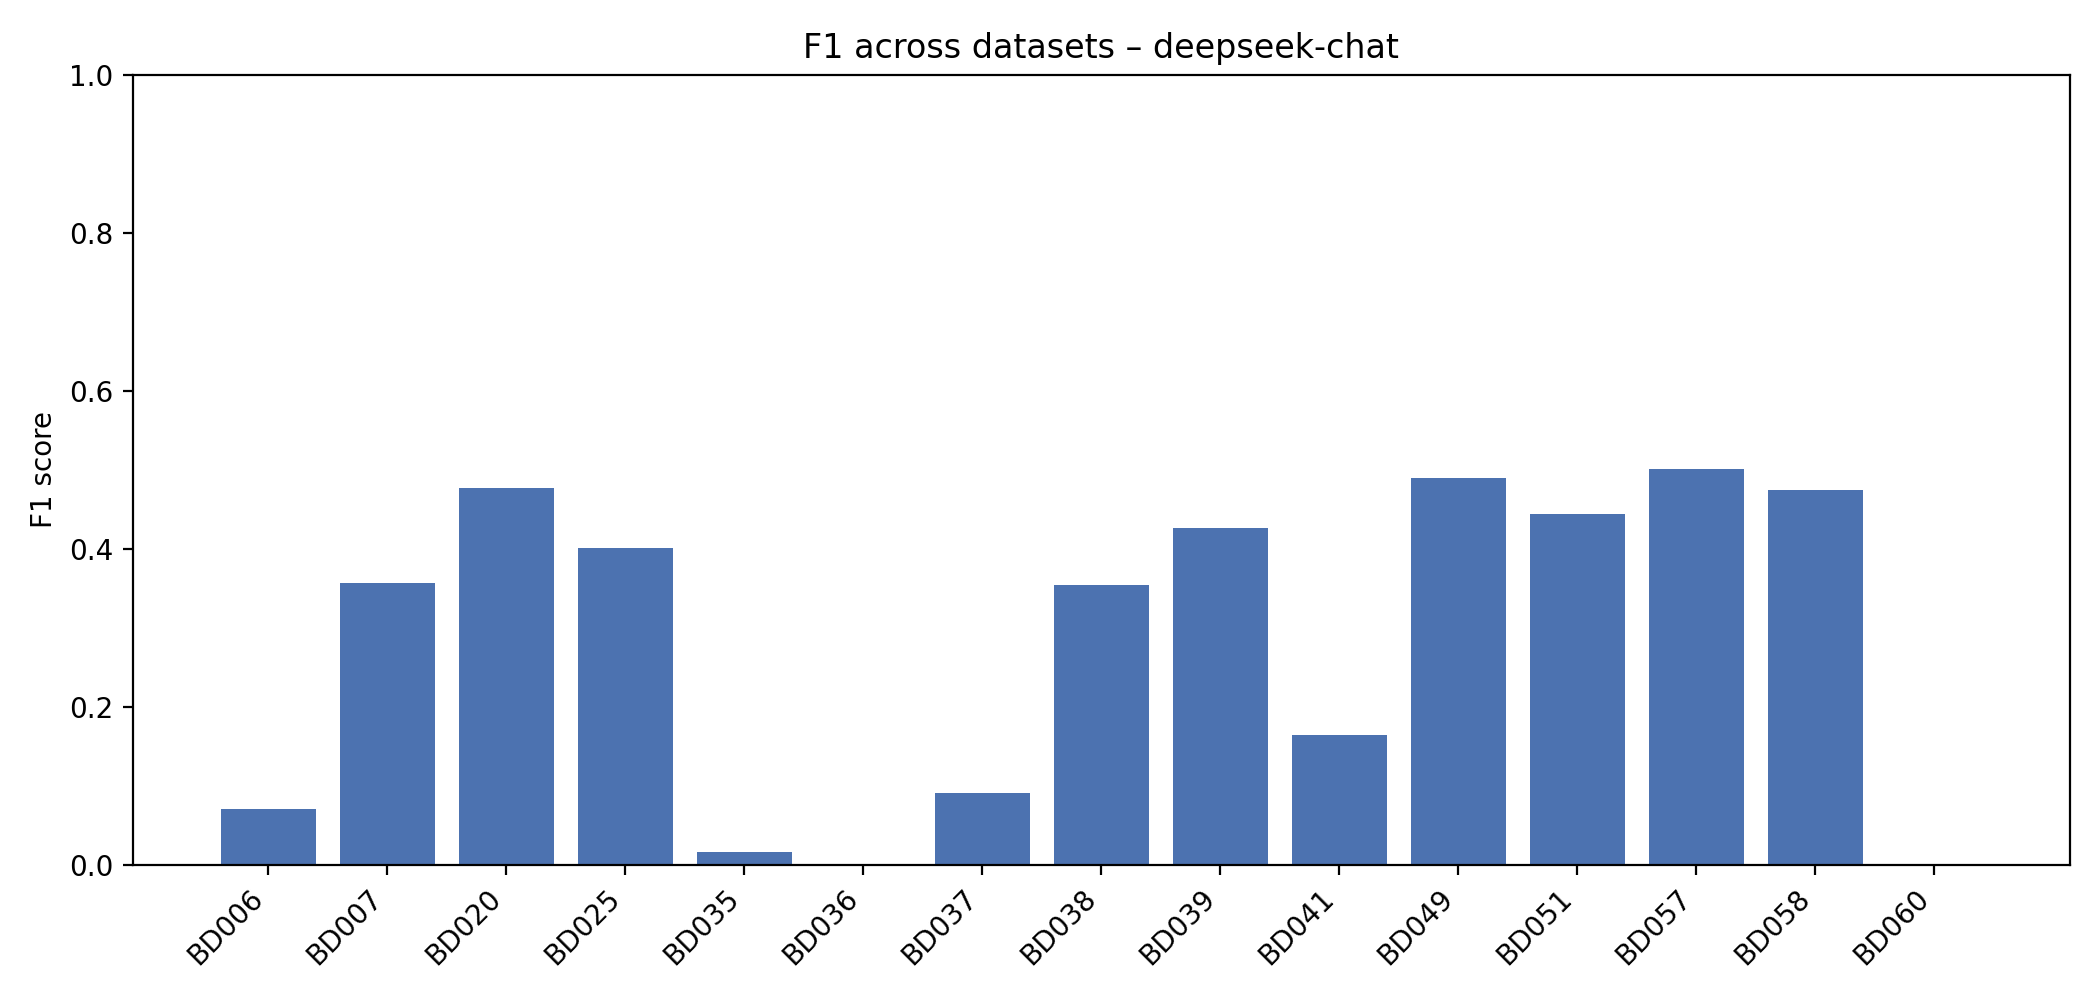 F1 across datasets – deepseek-chat
1.0
0.8
0.6
0.4
0.2
0.0
F1 score
BD006
BD007
BD020
BD025
BD035
BD036
BD037
BD038
BD039
BD041
BD049
BD051
BD057
BD058
BD060